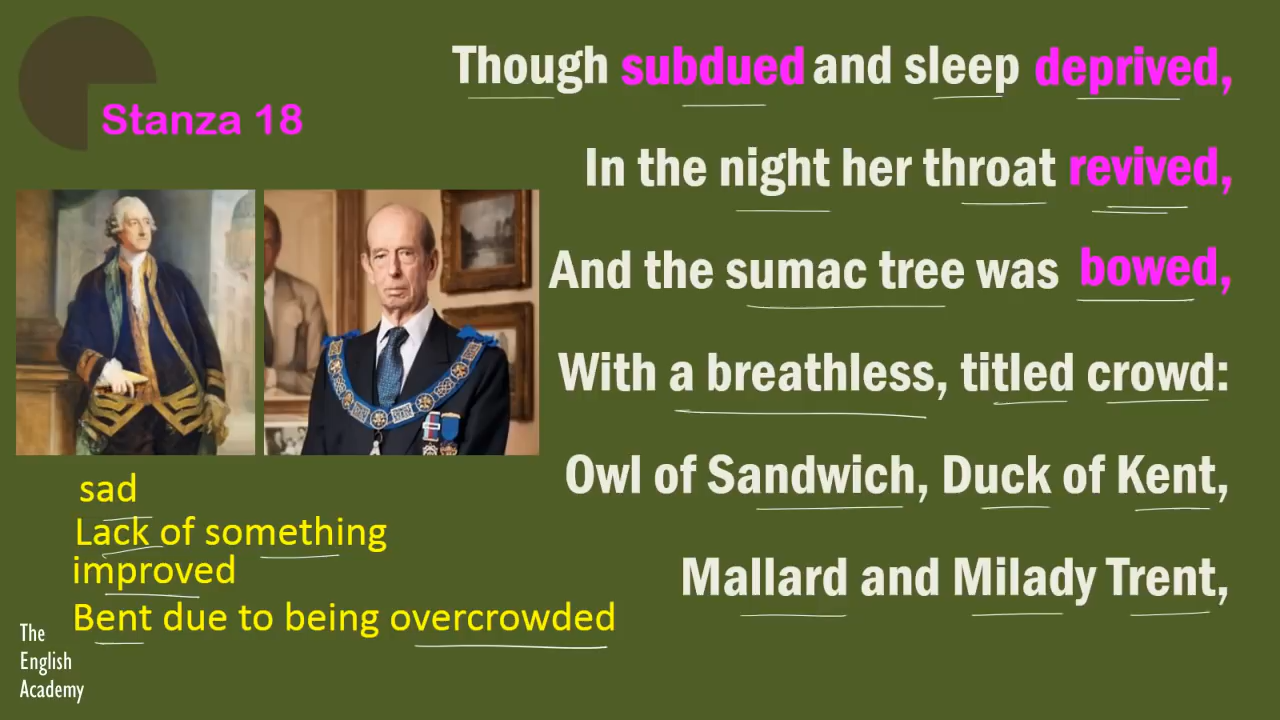 Stanza 18
Though subdued and sleep deprived,
In the night her throat revived,
And the sumac tree was bowed,
With a breathless, titled crowd:
Owl of Sandwich, Duck of Kent,
Mallard and Milady Trent,
sad
Lack of something
improved
Bent due to being overcrowded
The
English
Academy